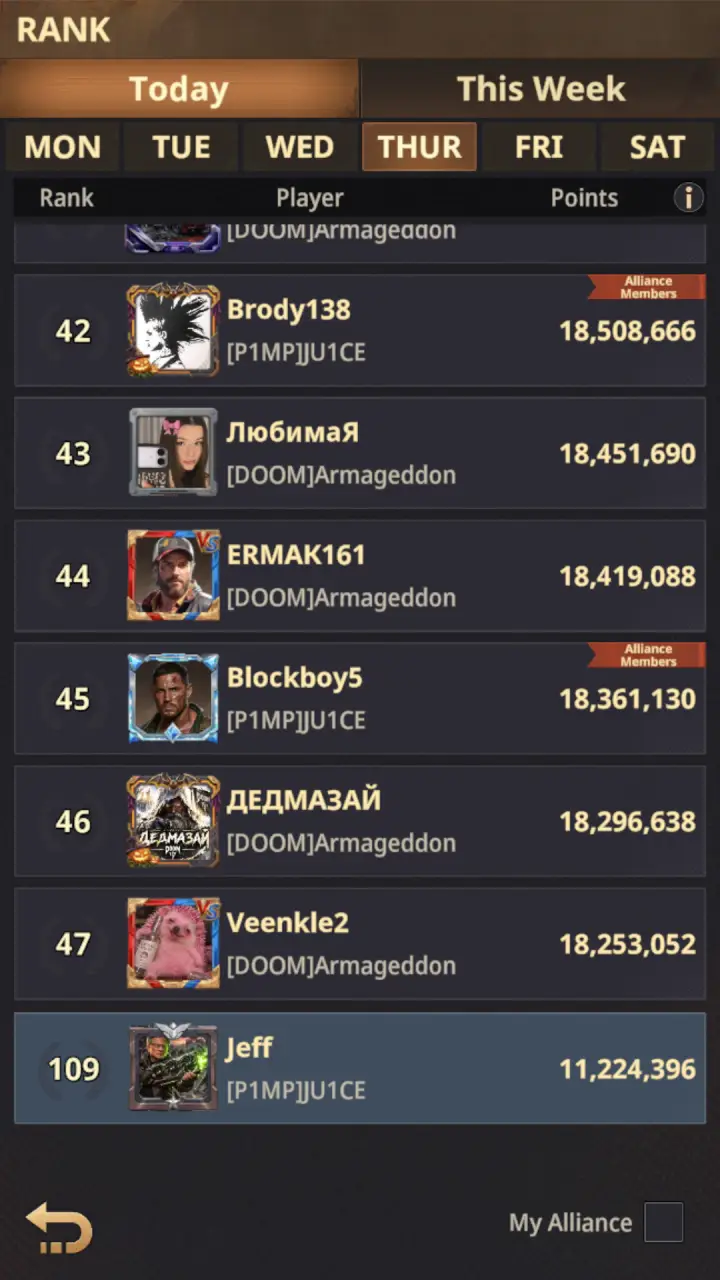 RANK
Today This Week
MON TUE WED THUR FRI SAT
Rank Player Points i
[DOOM]Armageddon
Alliance
Members
42 Brody138 18,508,666
[P1MP]JU1CE
43 ЛюбимаЯ 18,451,690
[DOOM]Armageddon
VS
44 ERMAK161 18,419,088
[DOOM]Armageddon
Alliance
Members
45 Blockboy5 18,361,130
[P1MP]JU1CE
46 ДЕДМАЗАЙ 18,296,638
ДЕДМАЗАЙ
[DOOM]Armageddon
VS
47 Veenkle2 18,253,052
[DOOM]Armageddon
109 Jeff 11,224,396
[P1MP]JU1CE
My Alliance